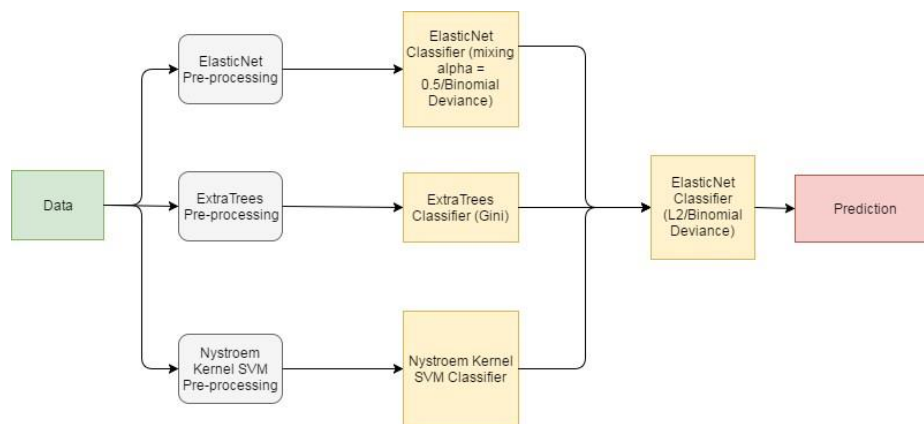 ElasticNet
Pre-processing
ElasticNet
Classifier (mixing
alpha =
0.5/Binomial
Deviance)
Data
ExtraTrees
Pre-processing
ExtraTrees
Classifier (Gini)
ElasticNet
Classifier
(L2/Binomial
Deviance)
Prediction
Nystroem
Kernel SVM
Pre-processing
Nystroem Kernel
SVM Classifier